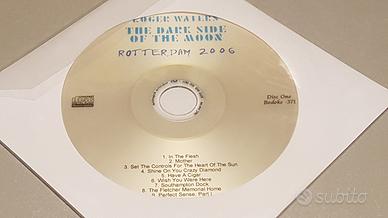 ROGER WATERS
THE DARK SIDE
OF THE MOON
ROTTERDAM 2006
Disc One
Bodoke -371
1. In The Flesh
2. Mother
3. Set The Controls For The Heart Of The Sun
4. Shine On You Crazy Diamond
5. Have A Cigar
6. Wish You Were Here
7. Southampton Dock
8. The Fletcher Memorial Home
9. Perfect Sense, Part I
subito